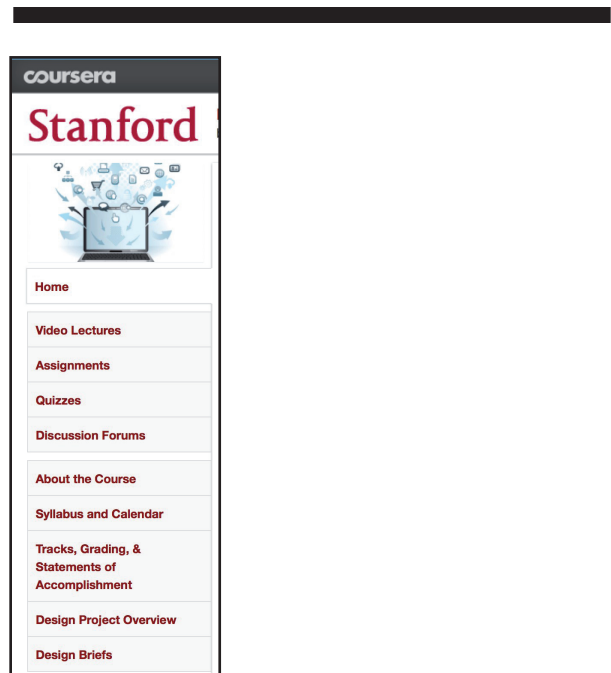 coursera
Stanford
Home
Video Lectures
Assignments
Quizzes
Discussion Forums
About the Course
Syllabus and Calendar
Tracks, Grading, &
Statements of
Accomplishment
Design Project Overview
Design Briefs